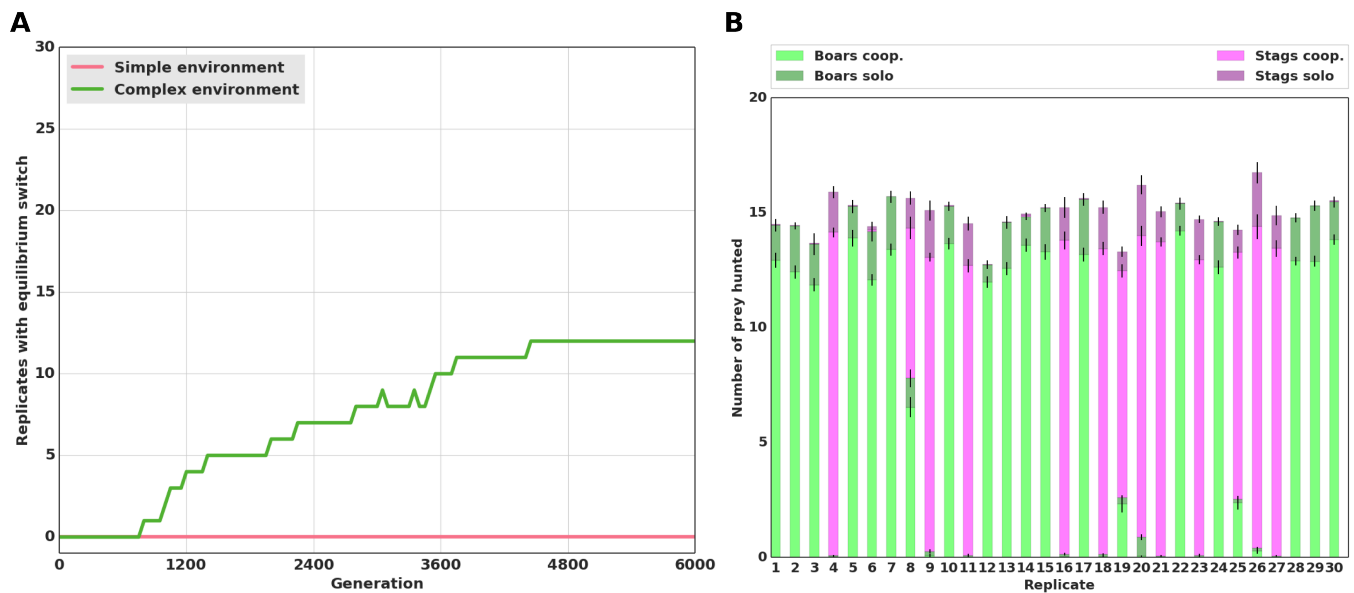 A
30
25
20
15
10
5
0
Replicates with equilibrium switch
Simple environment
Complex environment
0 1200 2400 3600 4800 6000
Generation
B
Boars coop.
Boars solo
Stags coop.
Stags solo
20
15
10
5
0
Number of prey hunted
1 2 3 4 5 6 7 8 9 10 11 12 13 14 15 16 17 18 19 20 21 22 23 24 25 26 27 28 29 30
Replicate